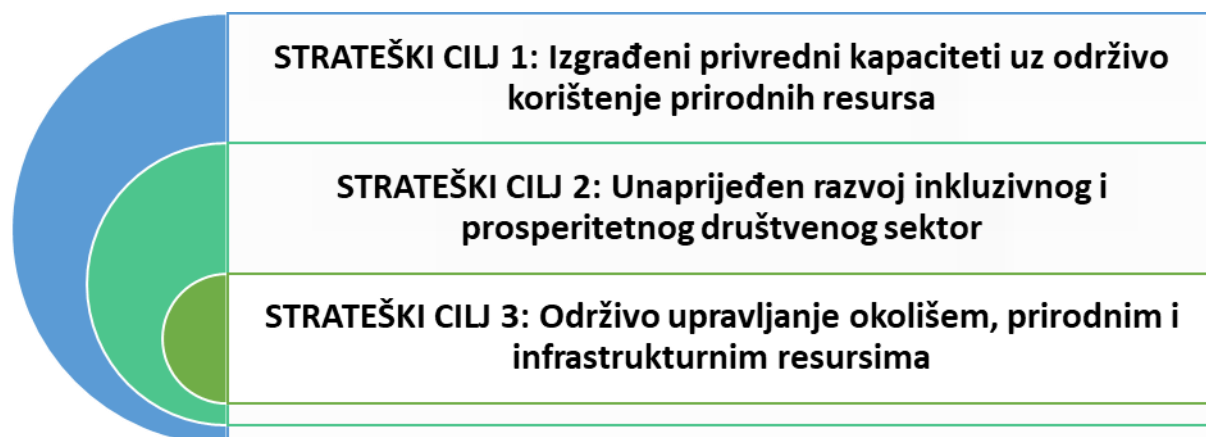 STRATEŠKI CILJ 1: Izgrađeni privredni kapaciteti uz održivo
korištenje prirodnih resursa
STRATEŠKI CILJ 2: Unaprijeđen razvoj inkluzivnog i
prosperitetnog društvenog sektor
STRATEŠKI CILJ 3: Održivo upravljanje okolišem, prirodnim i
infrastrukturnim resursima